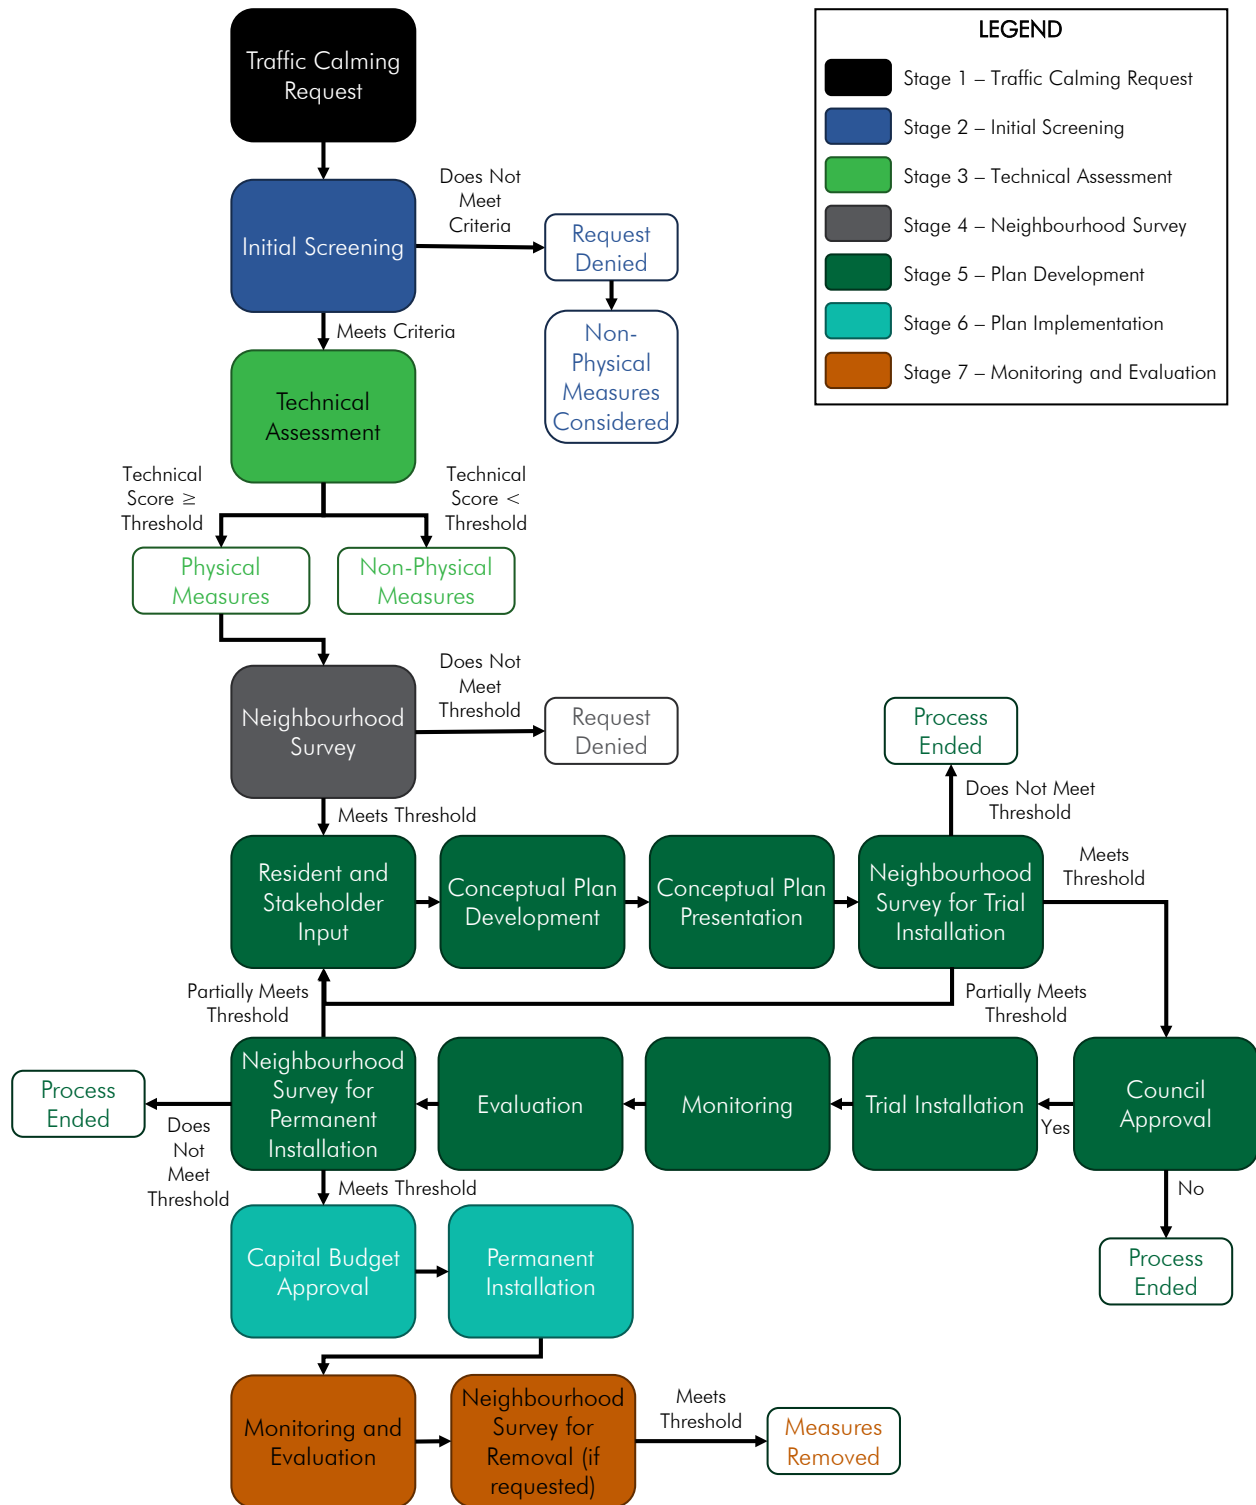 Traffic Calming
Request
LEGEND
Stage 1 – Traffic Calming Request
Stage 2 – Initial Screening
Stage 3 – Technical Assessment
Stage 4 – Neighbourhood Survey
Stage 5 – Plan Development
Stage 6 – Plan Implementation
Stage 7 – Monitoring and Evaluation
Initial Screening
Does Not
Meet
Criteria
Request
Denied
Non-
Physical
Measures
Considered
Meets Criteria
Technical
Assessment
Technical
Score ≥
Threshold
Technical
Score <
Threshold
Physical
Measures
Non-Physical
Measures
Neighbourhood
Survey
Does Not
Meet
Threshold
Request
Denied
Meets Threshold
Process
Ended
Does Not Meet
Threshold
Resident and
Stakeholder
Input
Conceptual Plan
Development
Conceptual Plan
Presentation
Neighbourhood
Survey for Trial
Installation
Meets
Threshold
Partially Meets
Threshold
Partially Meets
Threshold
Process
Ended
Does
Not
Meet
Threshold
Neighbourhood
Survey for
Permanent
Installation
Evaluation
Monitoring
Trial Installation
Yes
Council
Approval
No
Process
Ended
Meets Threshold
Capital Budget
Approval
Permanent
Installation
Monitoring and
Evaluation
Neighbourhood
Survey for
Removal (if
requested)
Meets
Threshold
Measures
Removed